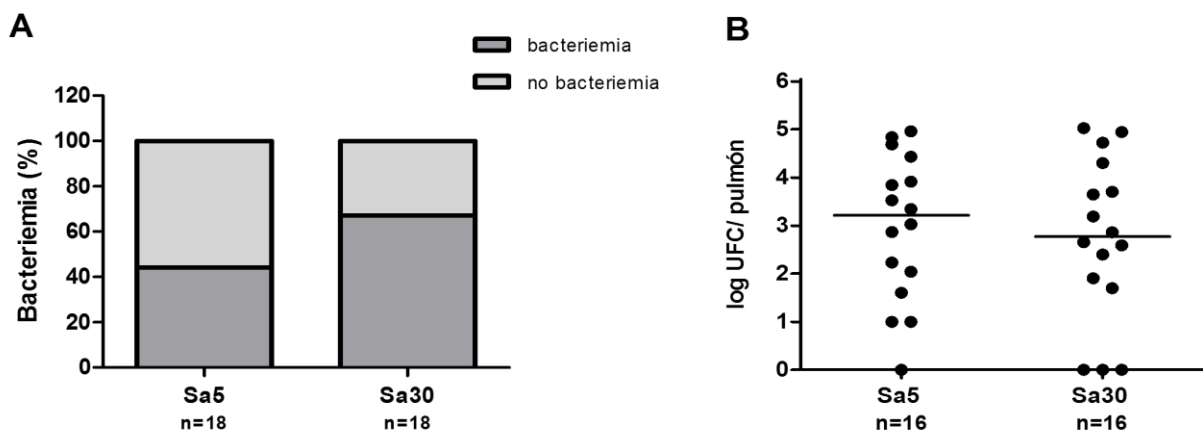 A
bacteriemia
no bacteriemia
Bacteriemia (%)
120
100
80
60
40
20
0
Sa5
Sa30
n=18
n=18
B
log UFC/ pulmón
6
5
4
3
2
1
0
Sa5
Sa30
n=16
n=16